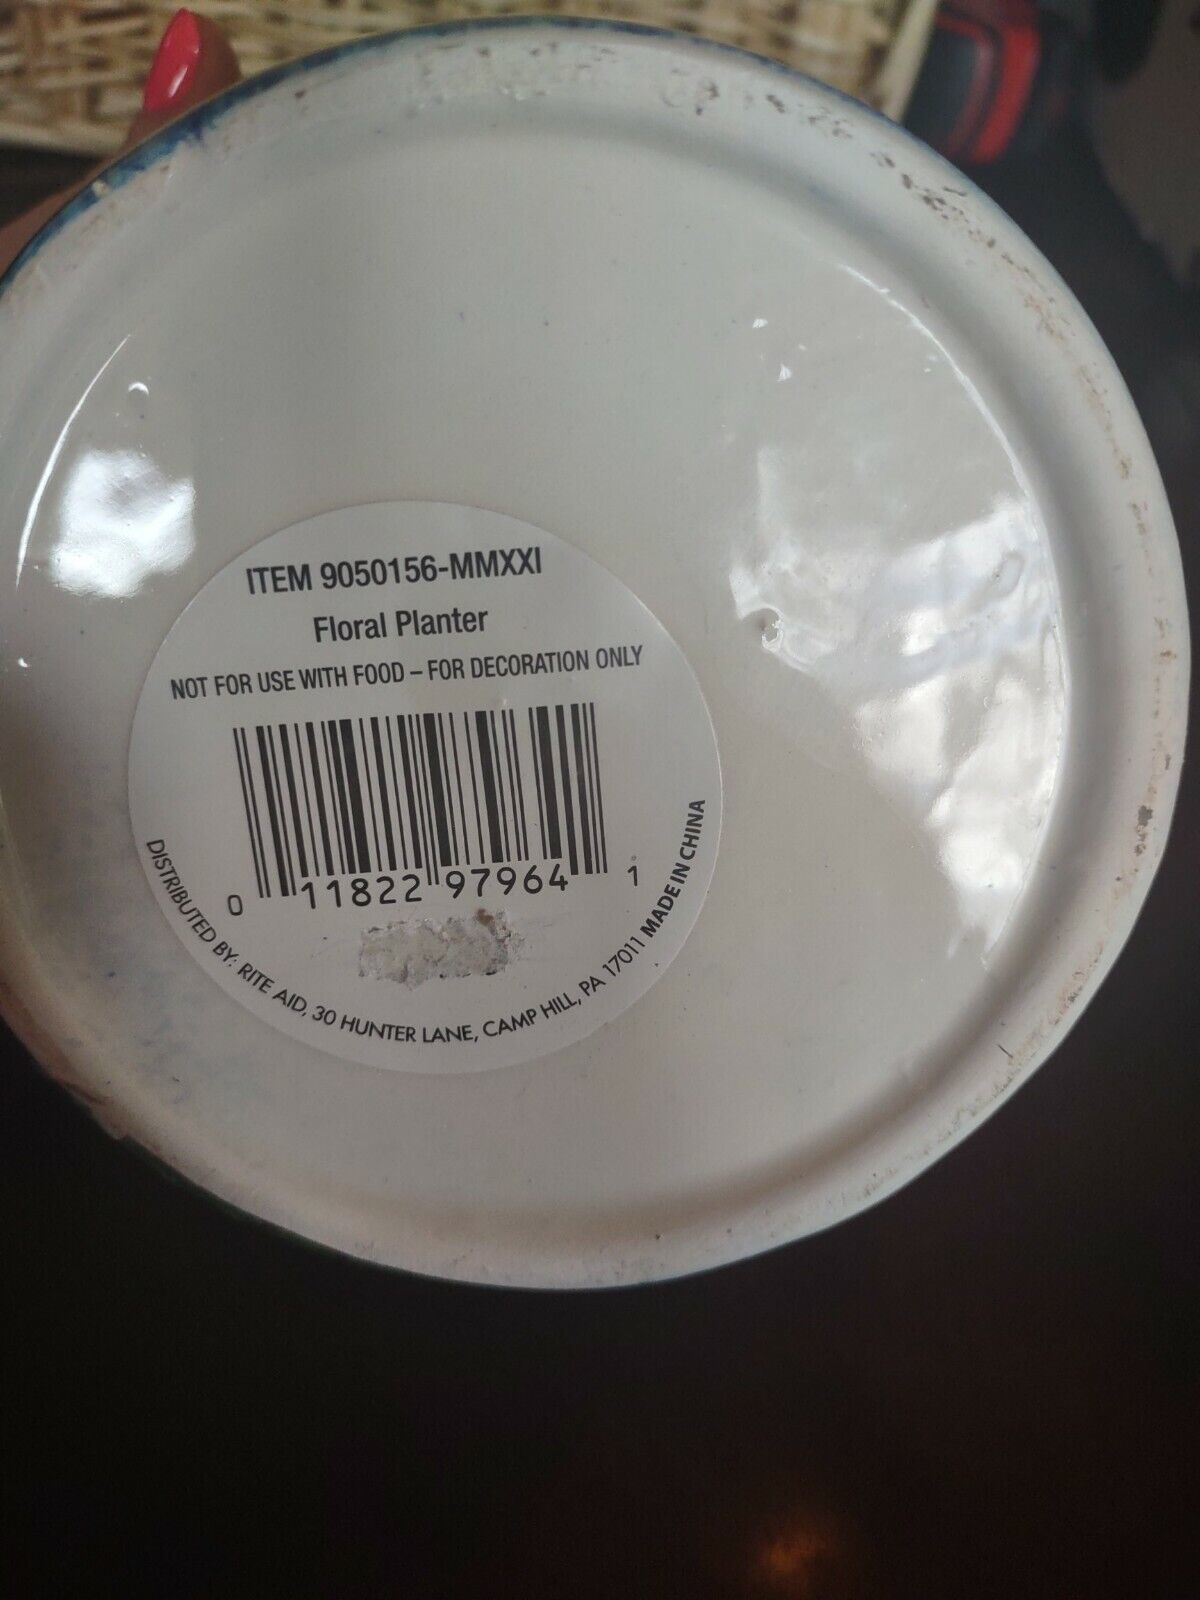 ITEM 9050156-MMXXI
Floral Planter
NOT FOR USE WITH FOOD – FOR DECORATION ONLY
0 11822 97964 1
DISTRIBUTED BY: RITE AID, 30 HUNTER LANE, CAMP HILL, PA 17011 MADE IN CHINA